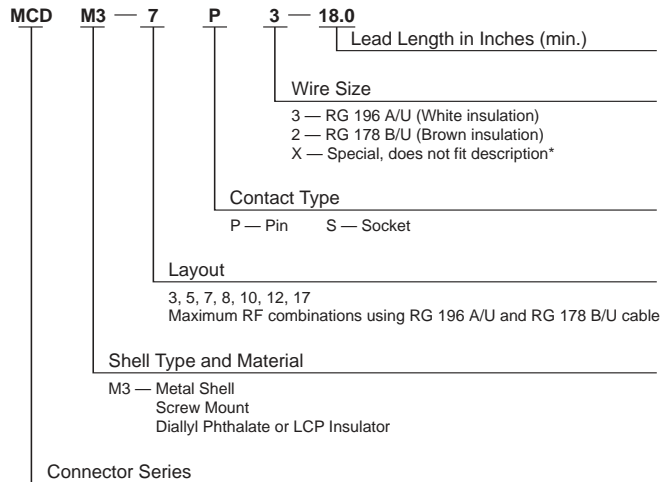 MCD M3 — 7 P 3 — 18.0
Lead Length in Inches (min.)
Wire Size
3 — RG 196 A/U (White insulation)
2 — RG 178 B/U (Brown insulation)
X — Special, does not fit description*
Contact Type
P — Pin S — Socket
Layout
3, 5, 7, 8, 10, 12, 17
Maximum RF combinations using RG 196 A/U and RG 178 B/U cable
Shell Type and Material
M3 — Metal Shell
Screw Mount
Diallyl Phthalate or LCP Insulator
Connector Series